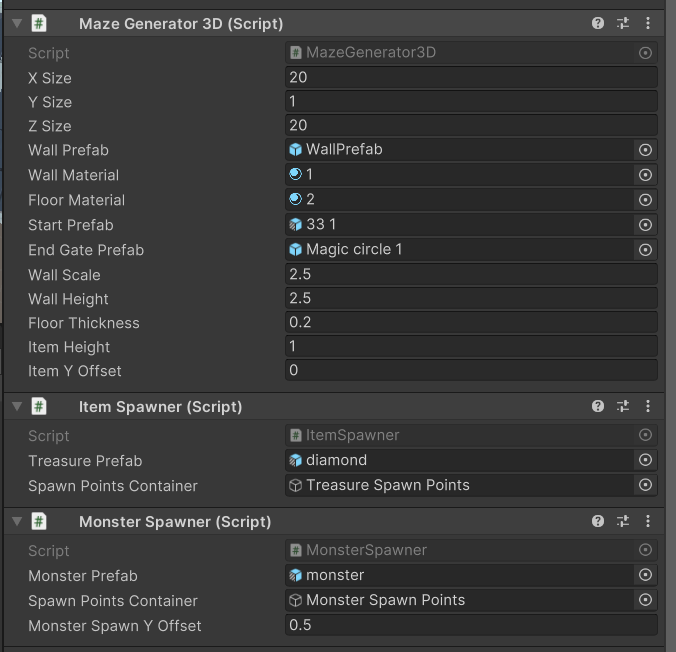 # Maze Generator 3D (Script)
Script # MazeGenerator3D
X Size 20
Y Size 1
Z Size 20
Wall Prefab WallPrefab
Wall Material 1
Floor Material 2
Start Prefab 33 1
End Gate Prefab Magic circle 1
Wall Scale 2.5
Wall Height 2.5
Floor Thickness 0.2
Item Height 1
Item Y Offset 0
# Item Spawner (Script)
Script # ItemSpawner
Treasure Prefab diamond
Spawn Points Container Treasure Spawn Points
# Monster Spawner (Script)
Script # MonsterSpawner
Monster Prefab monster
Spawn Points Container Monster Spawn Points
Monster Spawn Y Offset 0.5